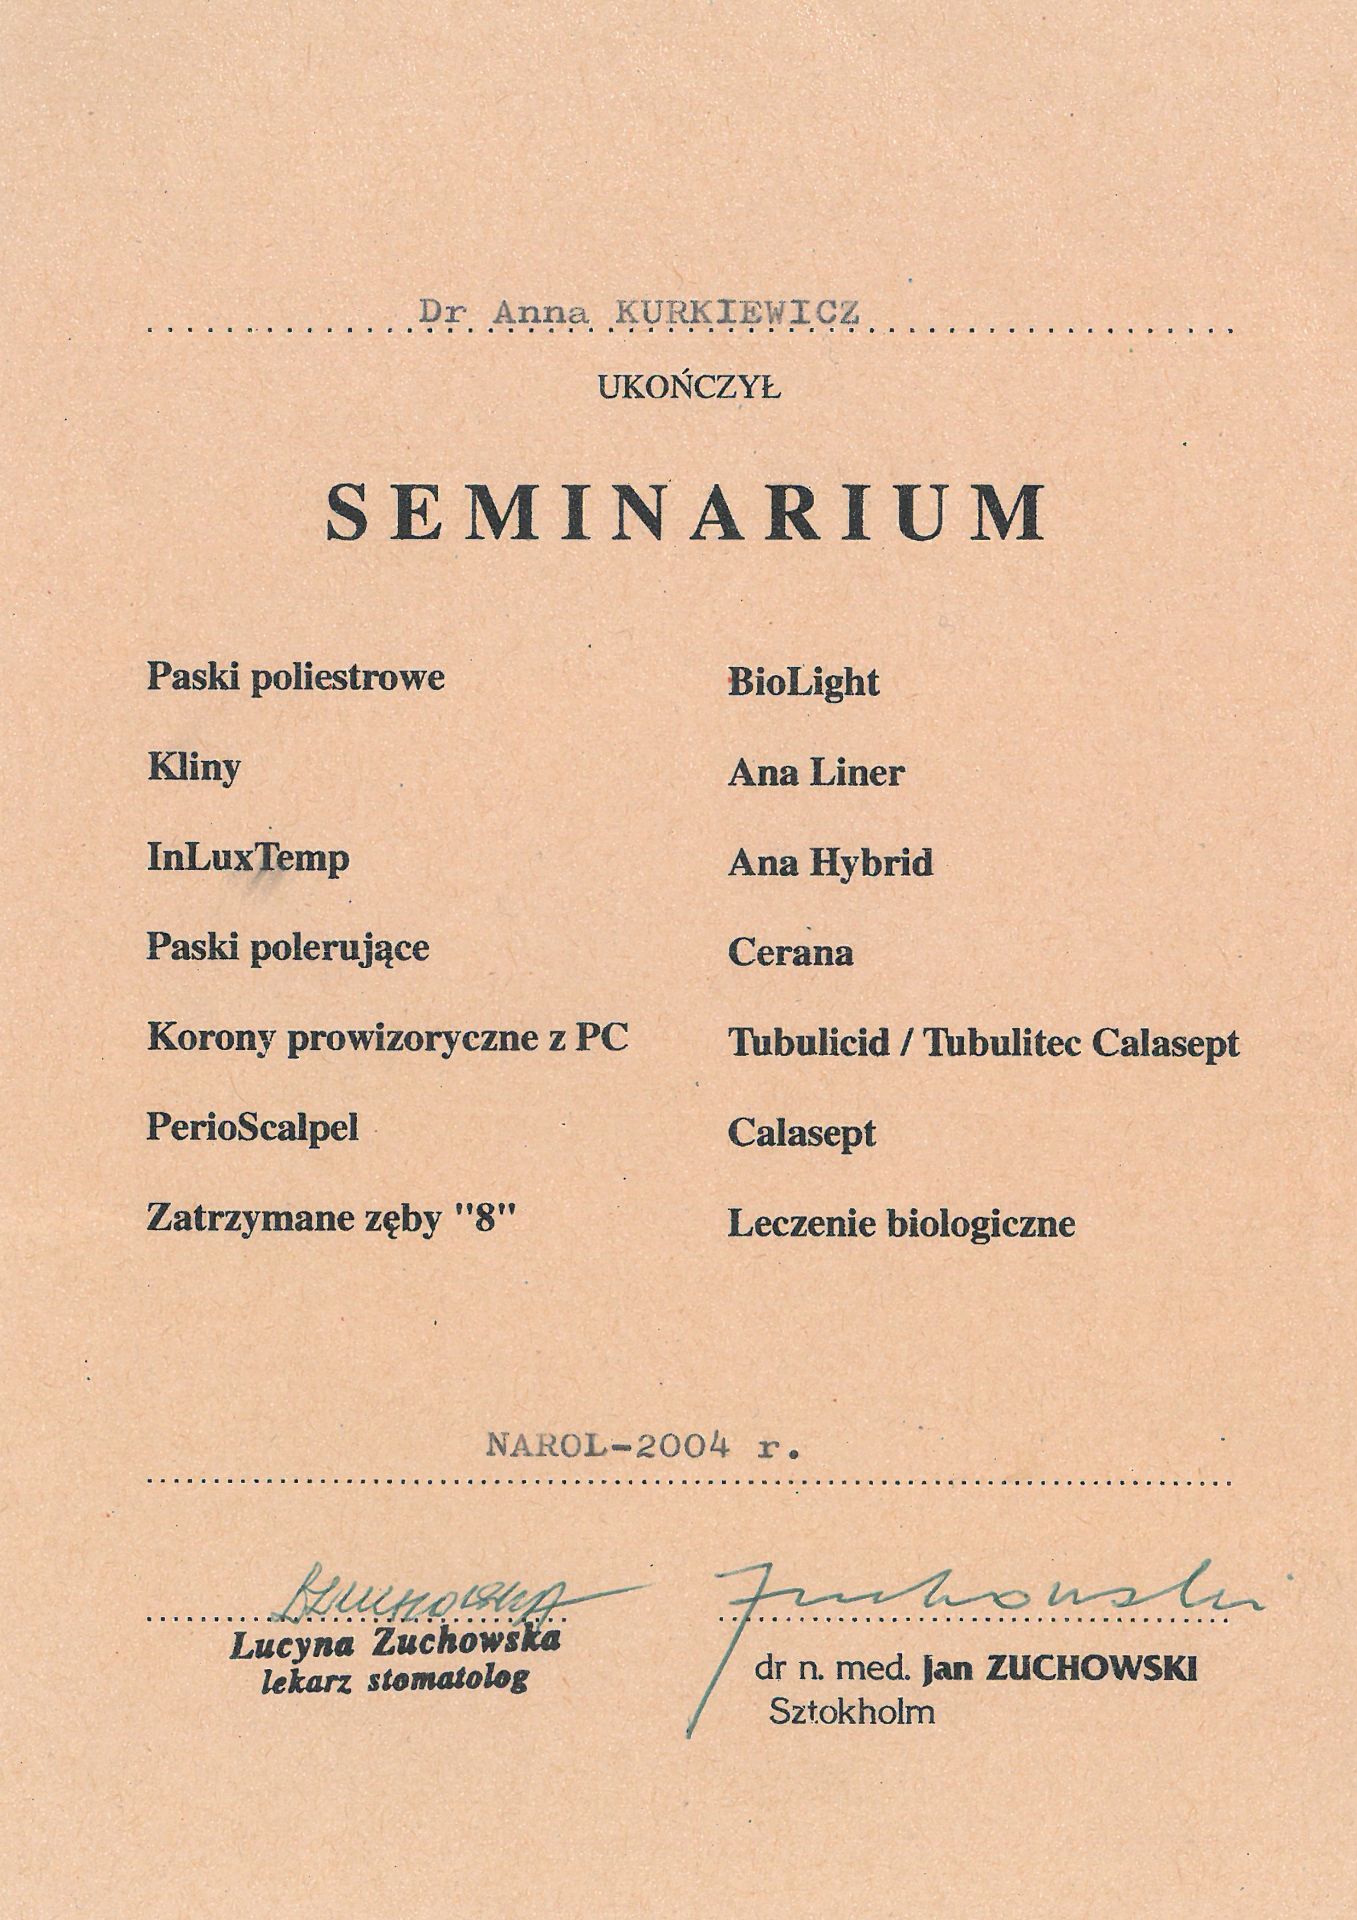 Dr Anna KURKIEWICZ
UKOŃCZYŁ
SEMINARIUM
Paski poliestrowe
Kliny
InLuxTemp
Paski polerujące
Korony prowizoryczne z PC
PerioScalpel
Zatrzymane zęby "8"
BioLight
Ana Liner
Ana Hybrid
Cerana
Tubulicid / Tubulitec Calasept
Calasept
Leczenie biologiczne
NAROL-2004 r.
Lucyna Zuchowska
lekarz stomatolog
Zuchowski
dr n. med. Jan ZUCHOWSKI
Sztokholm